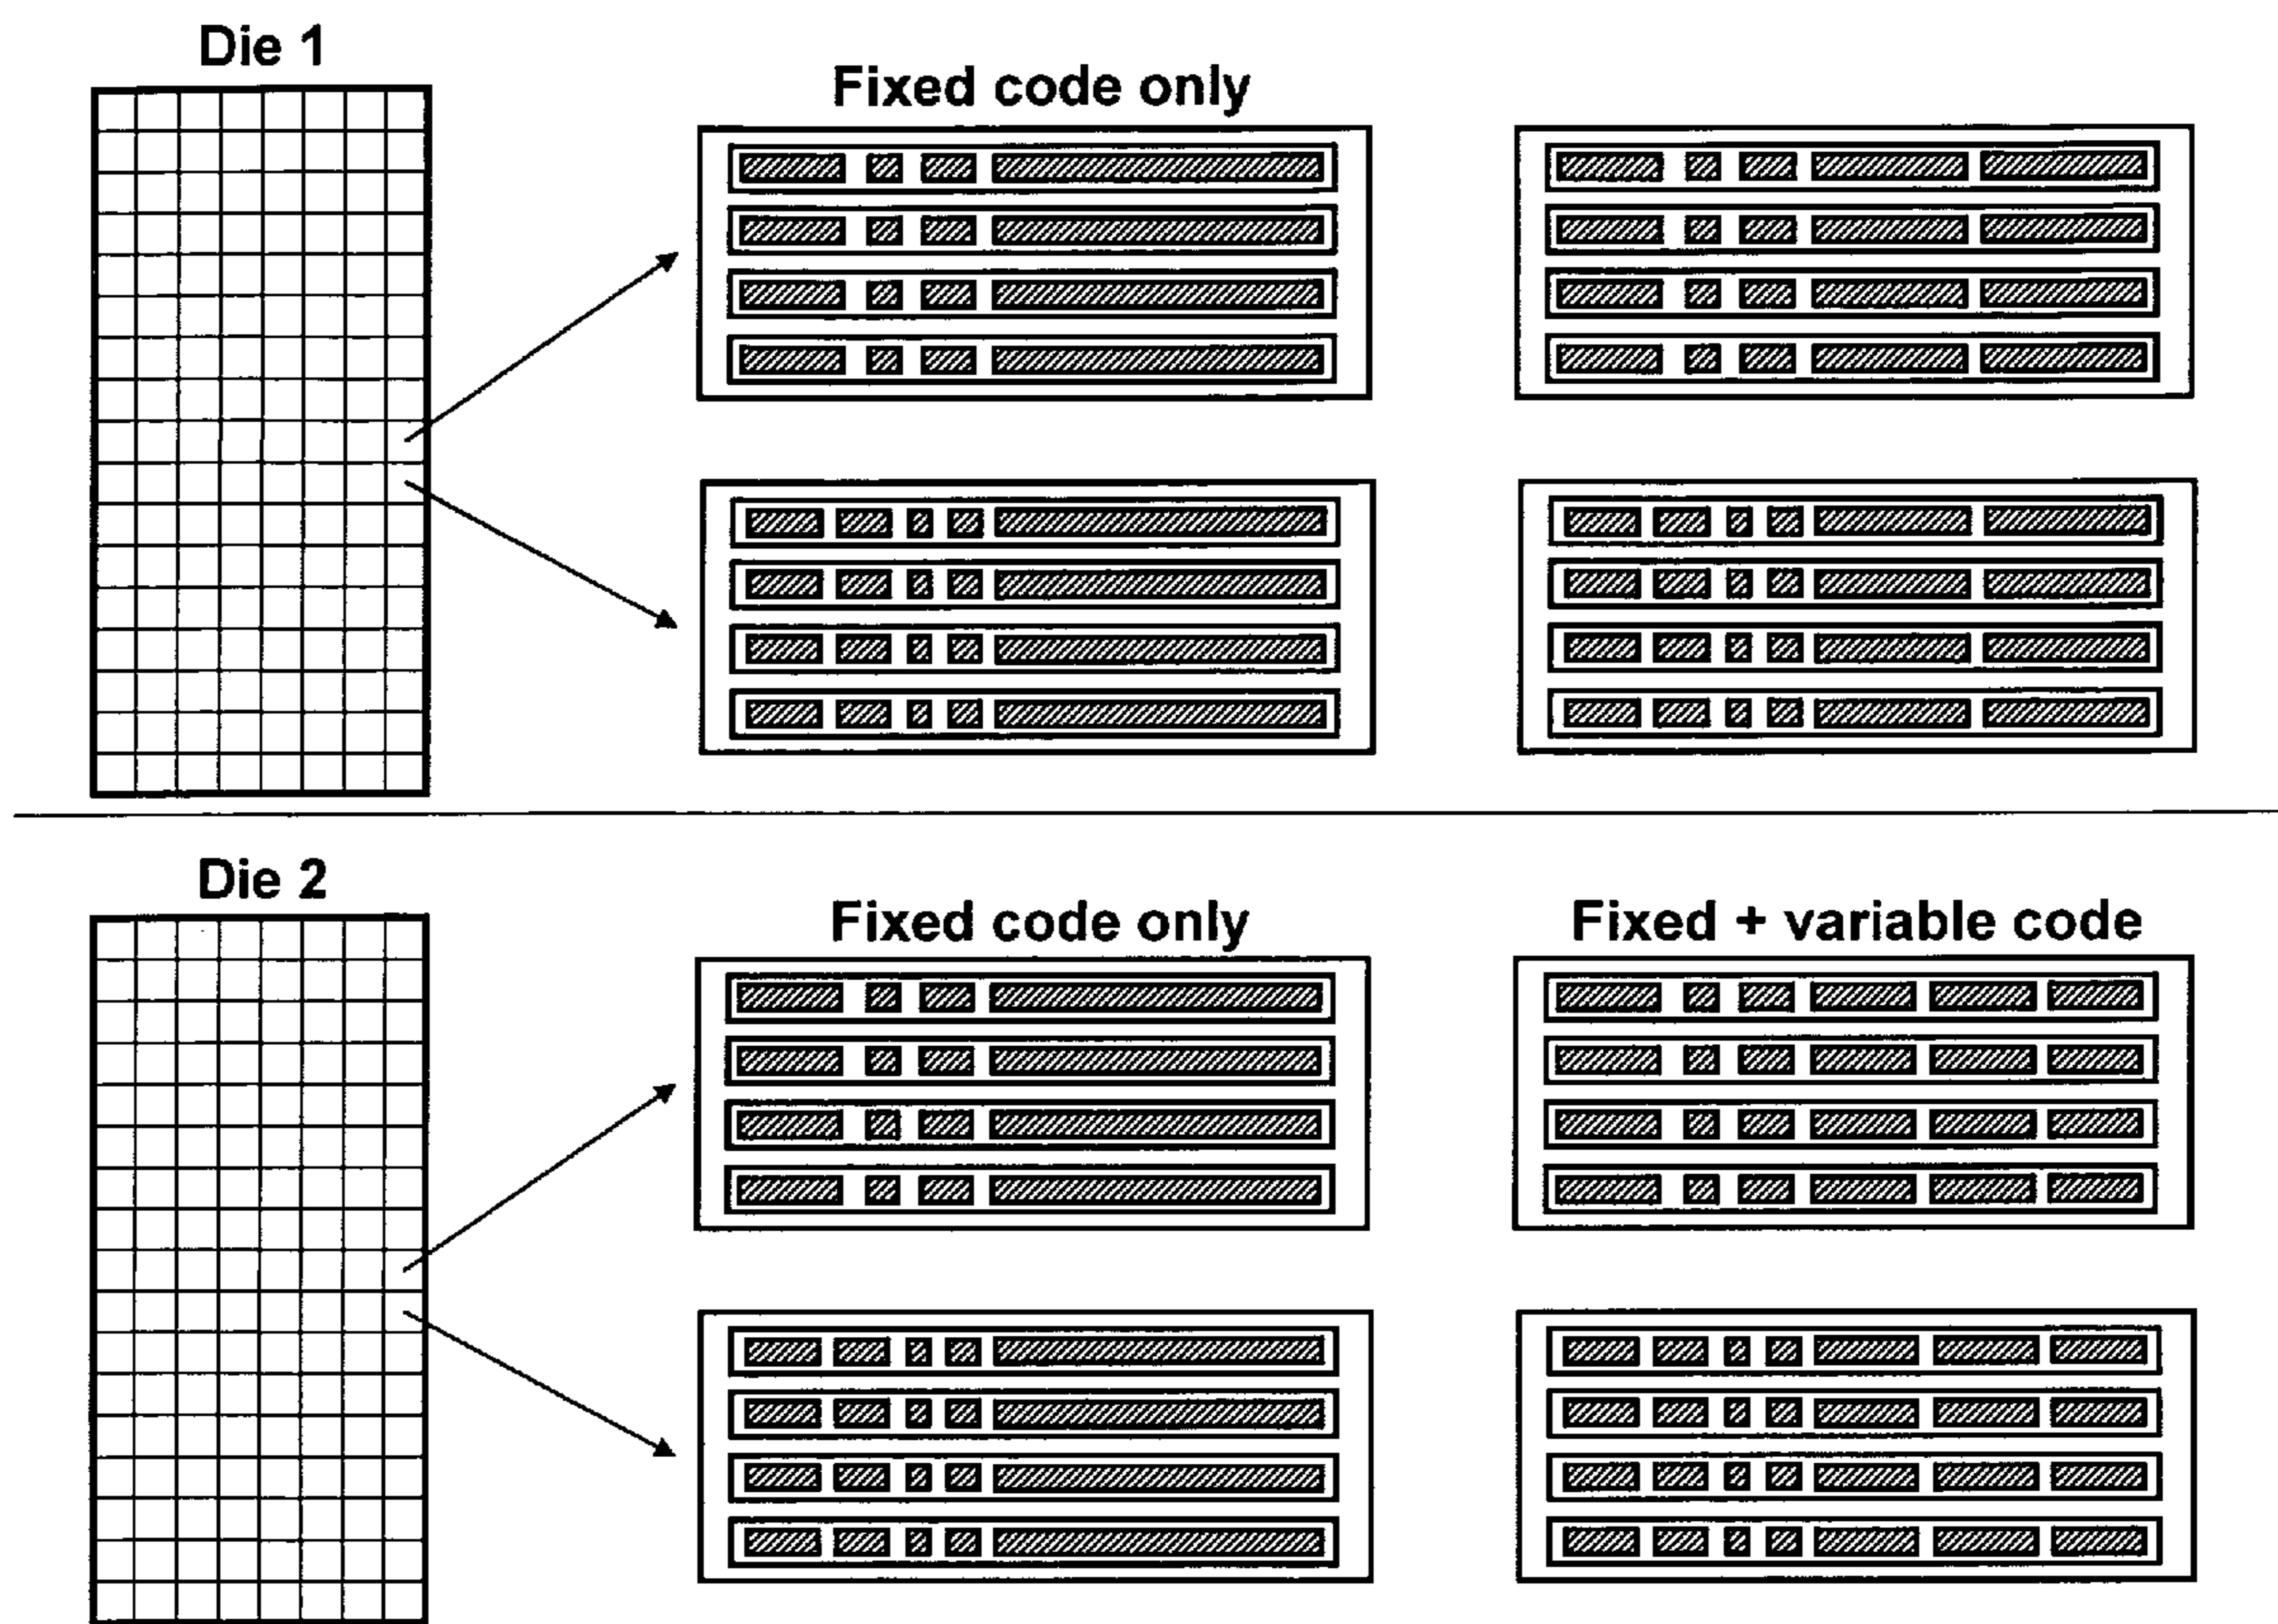 Die 1
Fixed code only
Die 2
Fixed code only
Fixed + variable code